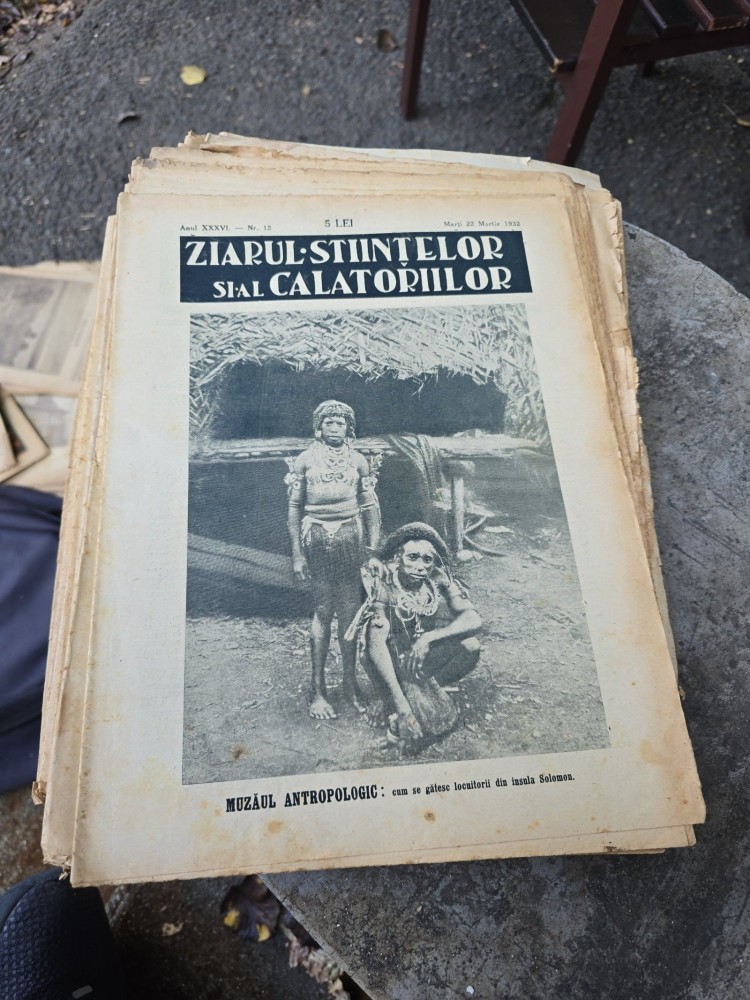 Anul XXXVI. — Nr. 12 5 LEI Marți 22 Martie 1932
ZIARUL·STIINȚELOR
SI·AL CALATORIILOR
MUZĂUL ANTROPOLOGIC: cum se gătesc locuitorii din insula Solomon.